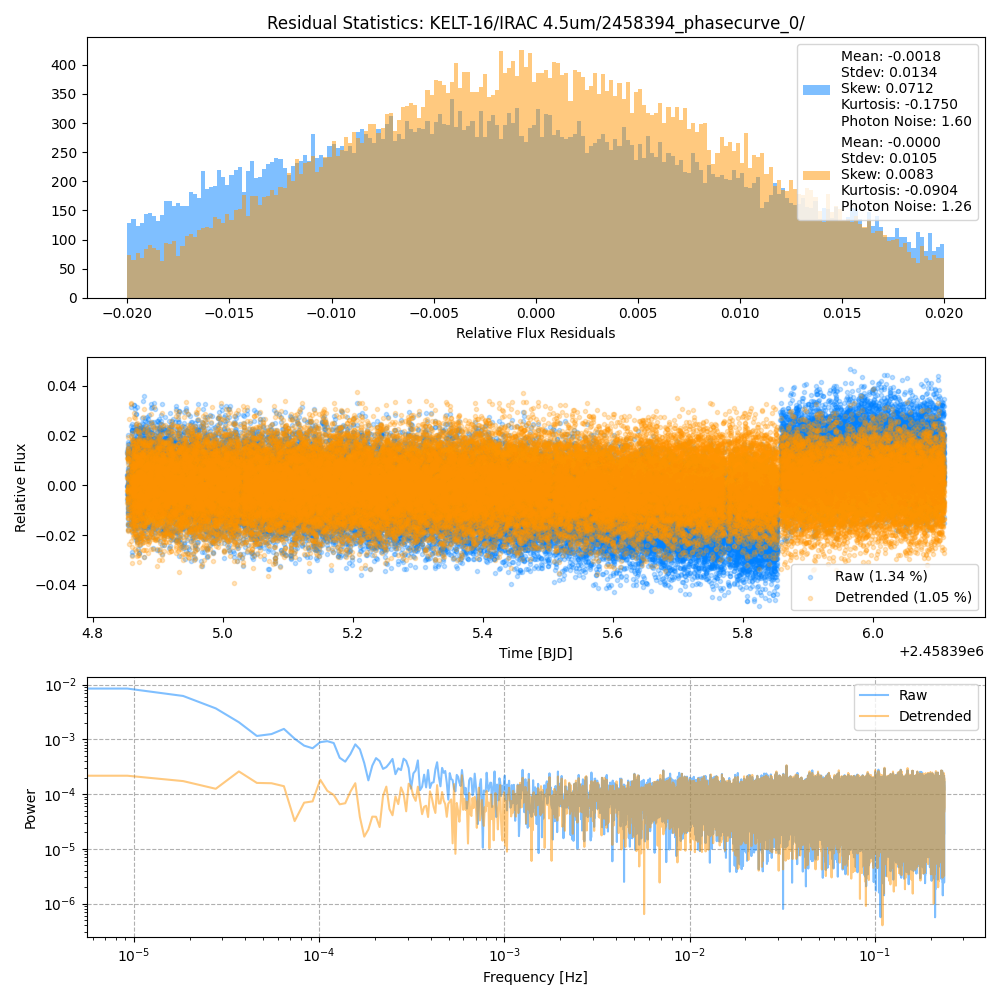 Residual Statistics: KELT-16/IRAC 4.5um/2458394_phasecurve_0/
Mean: -0.0018
Stdev: 0.0134
Skew: 0.0712
Kurtosis: -0.1750
Photon Noise: 1.60
Mean: -0.0000
Stdev: 0.0105
Skew: 0.0083
Kurtosis: -0.0904
Photon Noise: 1.26
400
350
300
250
200
150
100
50
0
−0.020 −0.015 −0.010 −0.005 0.000 0.005 0.010 0.015 0.020
Relative Flux Residuals
0.04
0.02
0.00
−0.02
−0.04
Relative Flux
Raw (1.34 %)
Detrended (1.05 %)
4.8 5.0 5.2 5.4 5.6 5.8 6.0
Time [BJD]
+2.45839e6
Raw
Detrended
10⁻²
10⁻³
10⁻⁴
10⁻⁵
10⁻⁶
Power
10⁻⁵ 10⁻⁴ 10⁻³ 10⁻² 10⁻¹
Frequency [Hz]